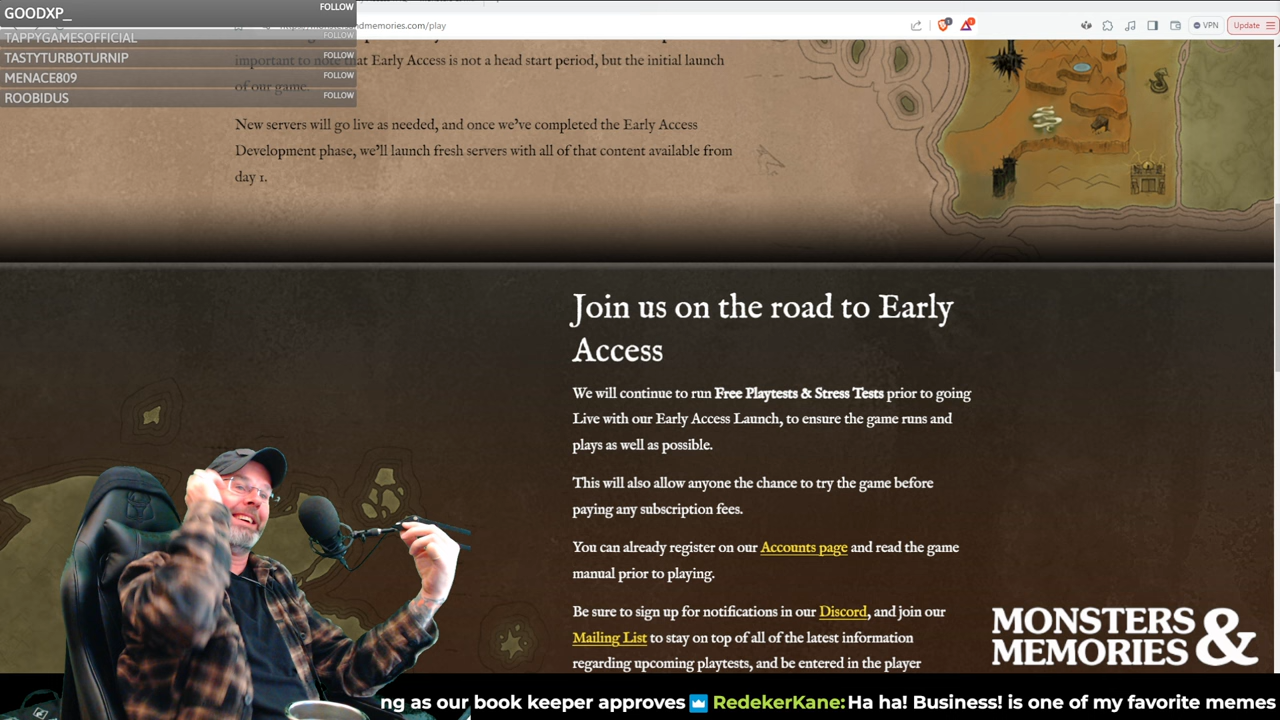 GOODXP_ FOLLOW
TAPPYGAMESOFFICIAL FOLLOW
TASTYTURBOTURNIP FOLLOW
MENACE809 FOLLOW
ROOBIDUS FOLLOW
dmemories.com/play
VPN
Update
important to note that Early Access is not a head start period, but the initial launch
of our game.
New servers will go live as needed, and once we've completed the Early Access
Development phase, we'll launch fresh servers with all of that content available from
day 1.
Join us on the road to Early
Access
We will continue to run Free Playtests & Stress Tests prior to going
Live with our Early Access Launch, to ensure the game runs and
plays as well as possible.
This will also allow anyone the chance to try the game before
paying any subscription fees.
You can already register on our Accounts page and read the game
manual prior to playing.
Be sure to sign up for notifications in our Discord, and join our
Mailing List to stay on top of all of the latest information
regarding upcoming playtests, and be entered in the player
MONSTERS &
MEMORIES
ng as our book keeper approves RedekerKane: Ha ha! Business! is one of my favorite memes